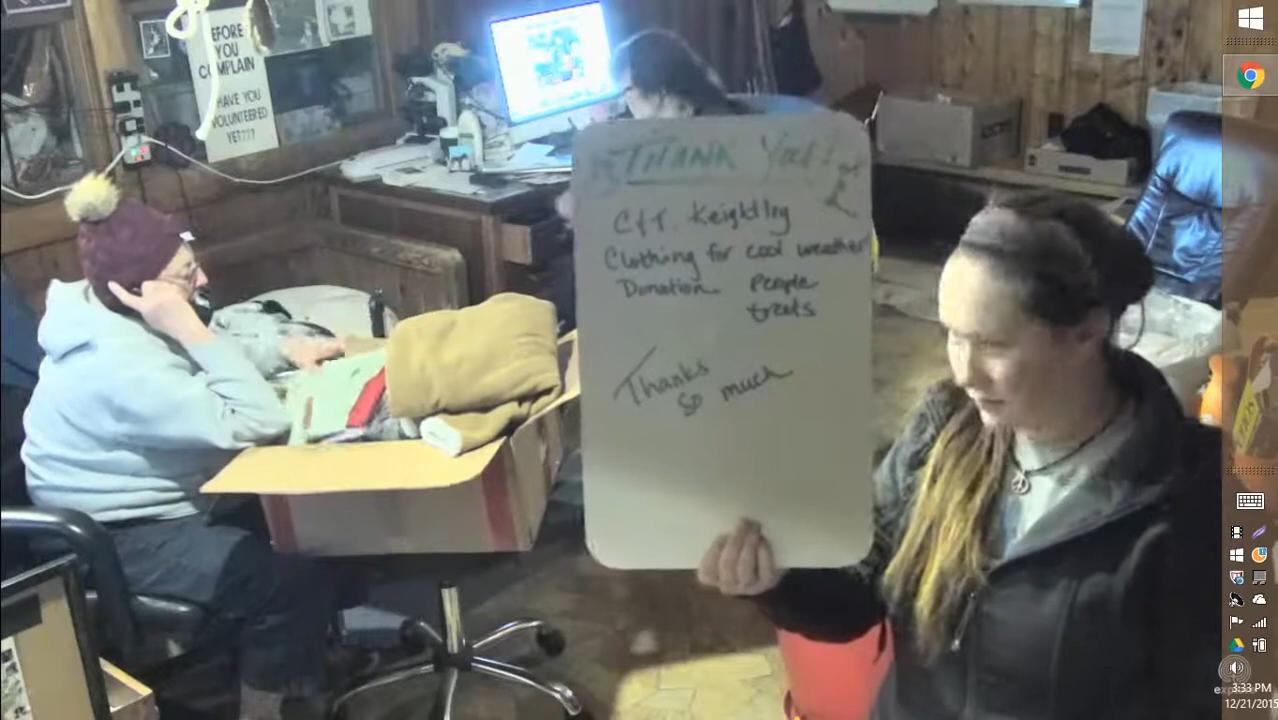 BEFORE
YOU
COMPLAIN
HAVE YOU
VOLUNTEERED
YET???
THANK YOU!
C & T. Keightley
Clothing for cool weather
Donation People
treats
Thanks
so much
3:33 PM
12/21/2015